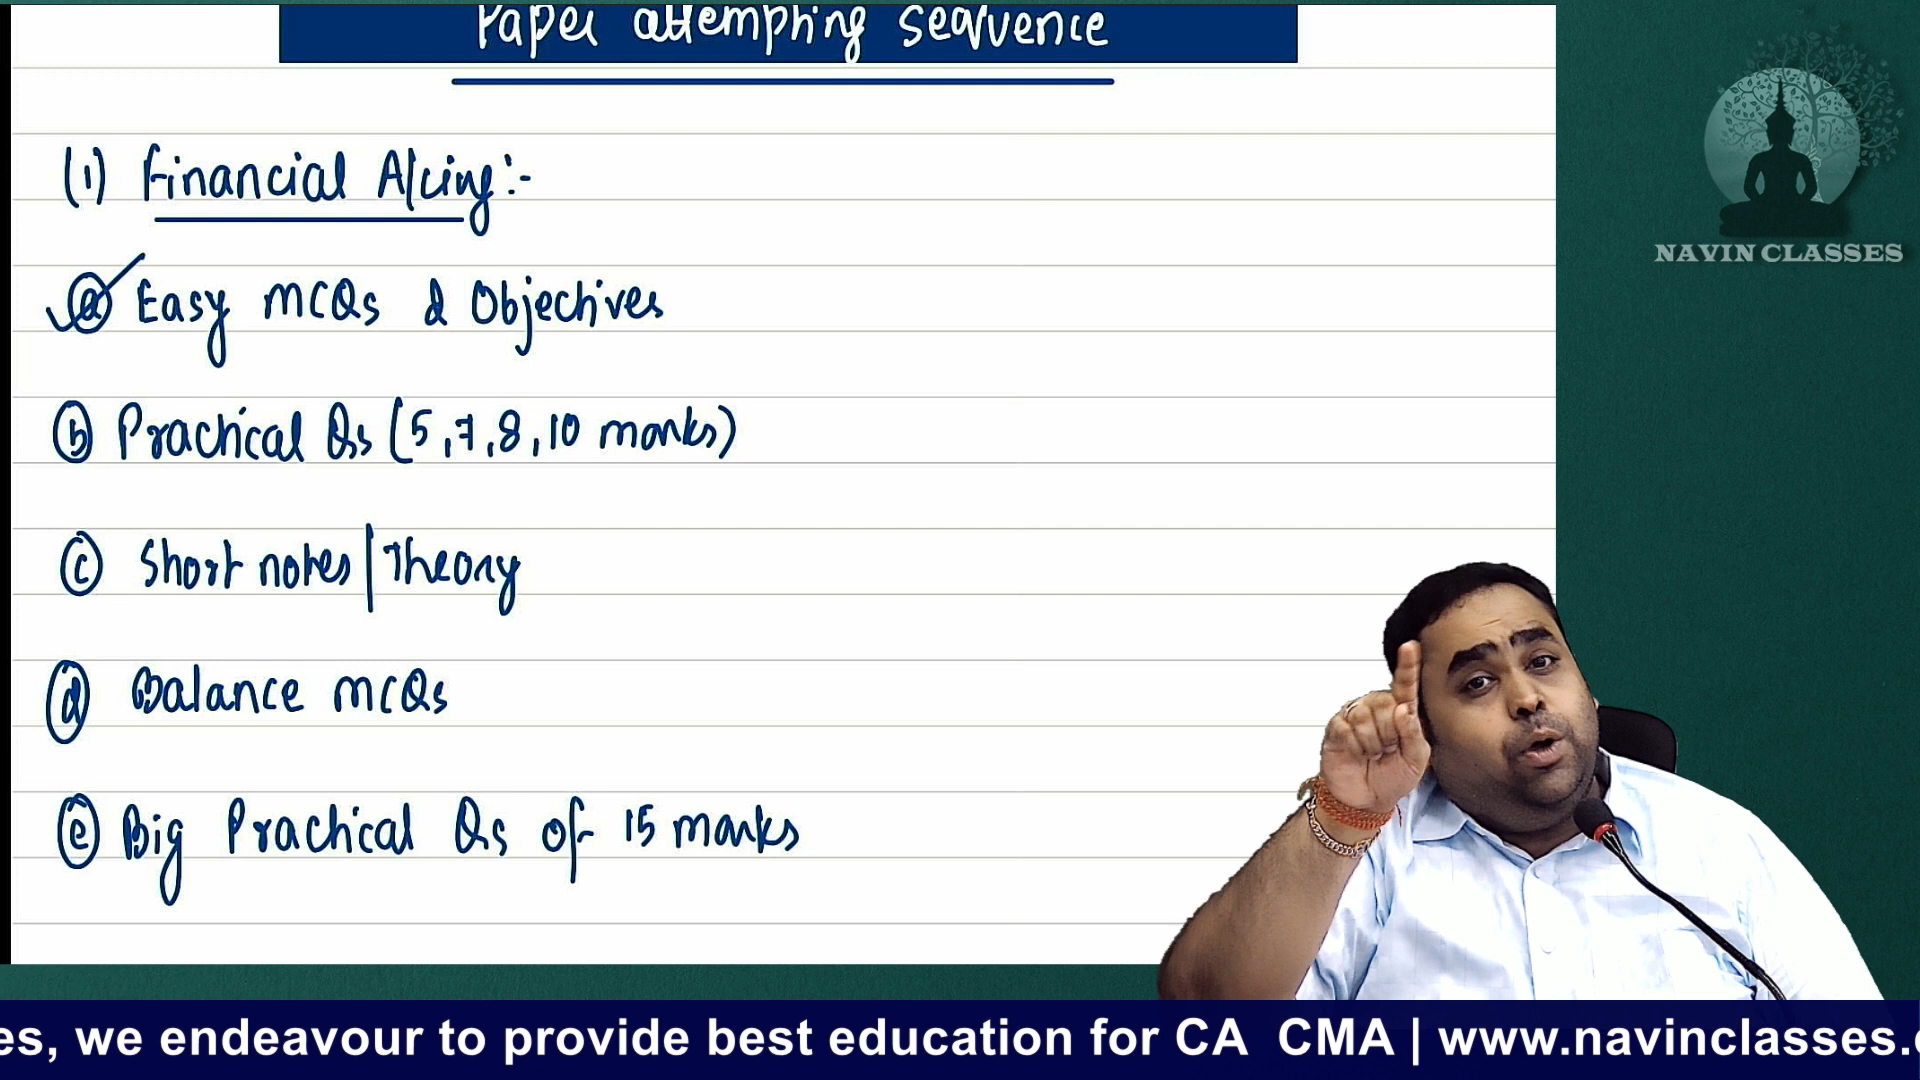 Paper attempting sequence
(1) Financial A/cing:-
(a) Easy MCQs & Objectives
(b) Practical Qs (5,7,8,10 marks)
(c) Short notes | Theory
(d) Balance MCQs
(e) Big Practical Qs of 15 marks
NAVIN CLASSES
es, we endeavour to provide best education for CA CMA | www.navinclasses.c